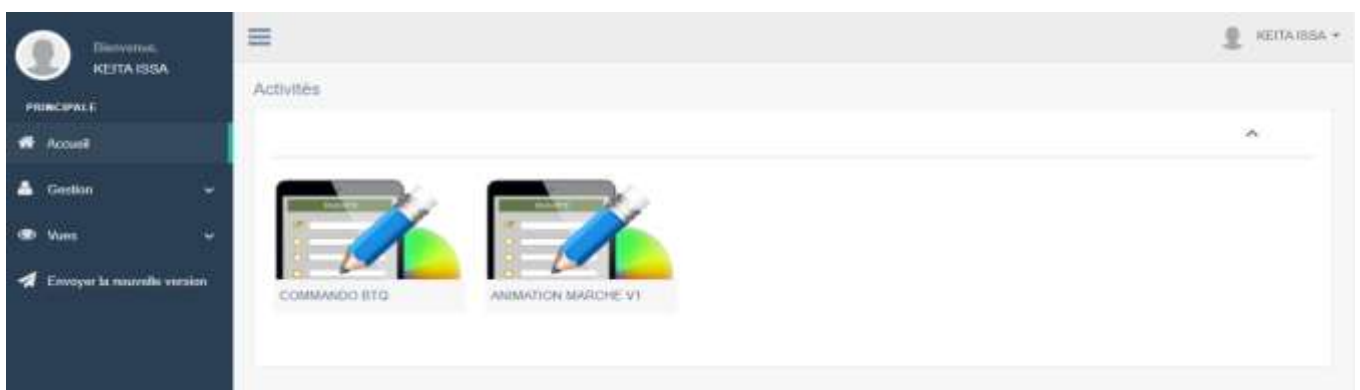 Bienvenue,
KEITA ISSA
PRINCIPALE
Accueil
Gestion
Vues
Envoyer la nouvelle version
KEITA ISSA
Activités
COMMANDO BTQ
ANIMATION MARCHE V1